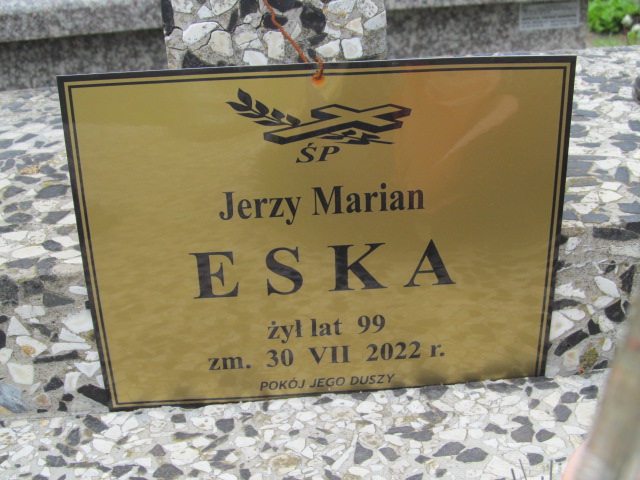 ŚP
Jerzy Marian
ESKA
żył lat 99
zm. 30 VII 2022 r.
POKÓJ JEGO DUSZY